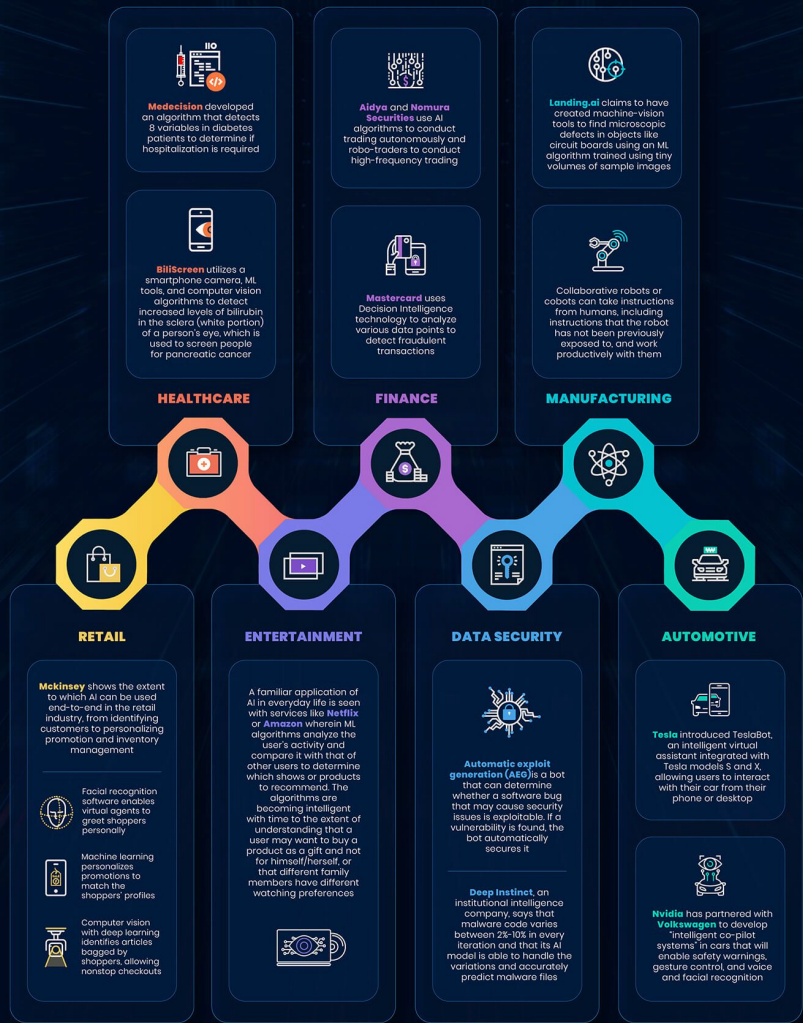 Medecision developed
an algorithm that detects
8 variables in diabetes
patients to determine if
hospitalization is required
BiliScreen utilizes a
smartphone camera, ML
tools, and computer vision
algorithms to detect
increased levels of bilirubin
in the sclera (white portion)
of a person's eye, which is
used to screen people
for pancreatic cancer
HEALTHCARE
Aidya and Nomura
Securities use AI
algorithms to conduct
trading autonomously and
robo-traders to conduct
high-frequency trading
Mastercard uses
Decision Intelligence
technology to analyze
various data points to
detect fraudulent
transactions
FINANCE
Landing.ai claims to have
created machine-vision
tools to find microscopic
defects in objects like
circuit boards using an ML
algorithm trained using tiny
volumes of sample images
Collaborative robots or
cobots can take instructions
from humans, including
instructions that the robot
has not been previously
exposed to, and work
productively with them
MANUFACTURING
RETAIL
Mckinsey shows the extent
to which AI can be used
end-to-end in the retail
industry, from identifying
customers to personalizing
promotion and inventory
management
Facial recognition
software enables
virtual agents to
greet shoppers
personally
Machine learning
personalizes
promotions to
match the
shoppers' profiles
Computer vision
with deep learning
identifies articles
bagged by
shoppers, allowing
nonstop checkouts
ENTERTAINMENT
A familiar application of
AI in everyday life is seen
with services like Netflix
or Amazon wherein ML
algorithms analyze the
user's activity and
compare it with that
of other users to determine
which shows or products
to recommend. The
algorithms are
becoming intelligent
with time to the extent of
understanding that a
user may want to buy a
product as a gift and not
for himself/herself, or
that different family
members have different
watching preferences
DATA SECURITY
Automatic exploit
generation (AEG)is a bot
that can determine
whether a software bug
that may cause security
issues is exploitable. If a
vulnerability is found, the
bot automatically
secures it
Deep Instinct, an
institutional intelligence
company, says that
malware code varies
between 2%-10% in every
iteration and that its AI
model is able to handle the
variations and accurately
predict malware files
AUTOMOTIVE
Tesla introduced TeslaBot,
an intelligent virtual
assistant integrated with
Tesla models S and X,
allowing users to interact
with their car from their
phone or desktop
Nvidia has partnered with
Volkswagen to develop
"intelligent co-pilot
systems" in cars that will
enable safety warnings,
gesture control, and voice
and facial recognition